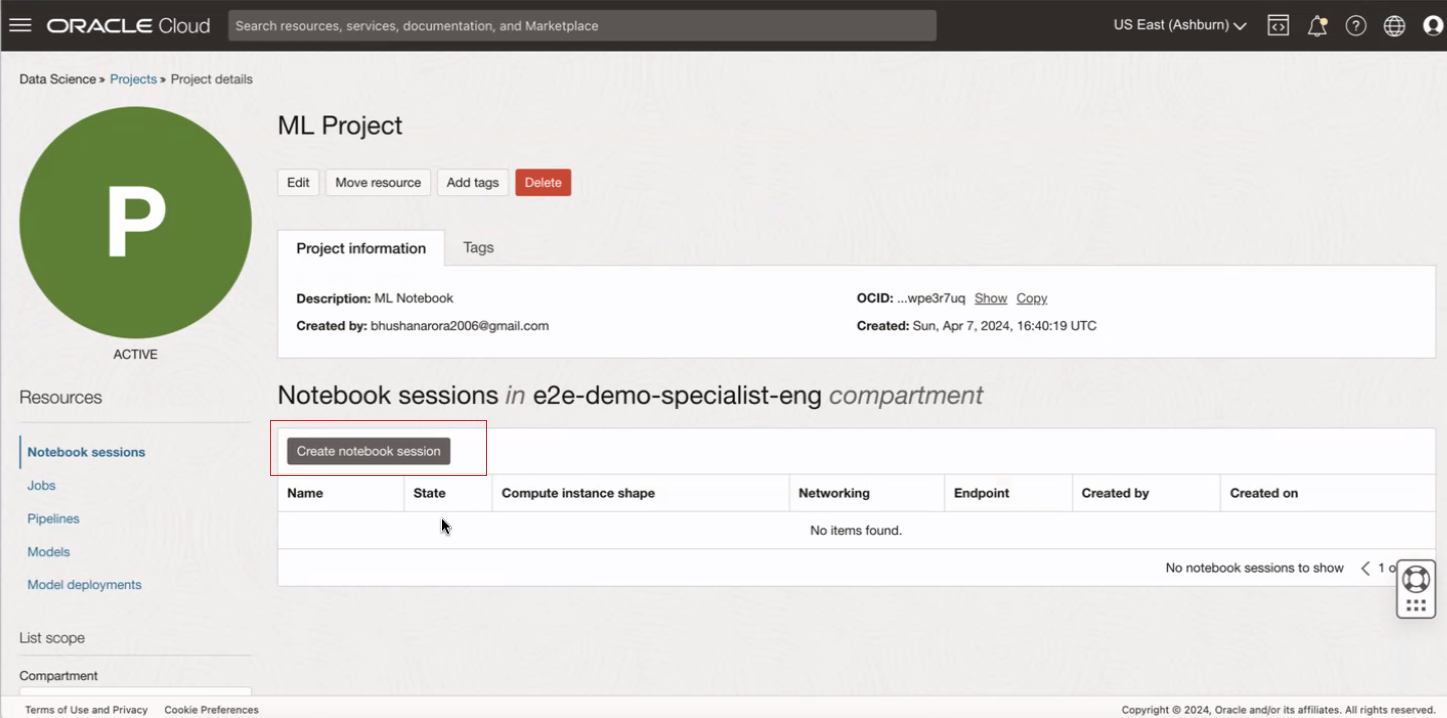 ORACLE Cloud
Search resources, services, documentation, and Marketplace
US East (Ashburn)
Data Science » Projects » Project details
P
ACTIVE
ML Project
Edit Move resource Add tags Delete
Project information Tags
Description: ML Notebook
OCID: ...wpe3r7uq Show Copy
Created by: bhushanarora2006@gmail.com
Created: Sun, Apr 7, 2024, 16:40:19 UTC
Resources
Notebook sessions
Jobs
Pipelines
Models
Model deployments
List scope
Compartment
Notebook sessions in e2e-demo-specialist-eng compartment
Create notebook session
Name State Compute instance shape Networking Endpoint Created by Created on
No items found.
No notebook sessions to show < 1
Terms of Use and Privacy Cookie Preferences
Copyright © 2024, Oracle and/or its affiliates. All rights reserved.